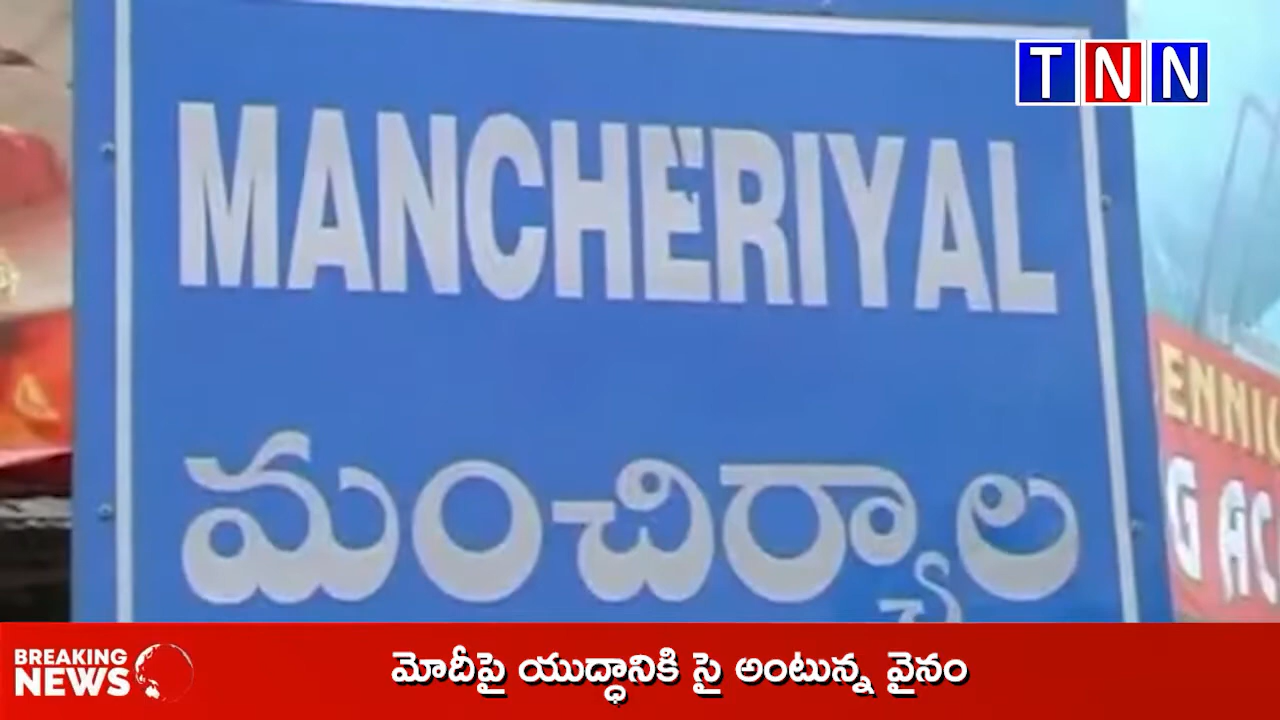 TNN
MANCHERIYAL
మంచిర్యాల
BREAKING
NEWS
మోదీపై యుద్ధానికి సై అంటున్న వైనం